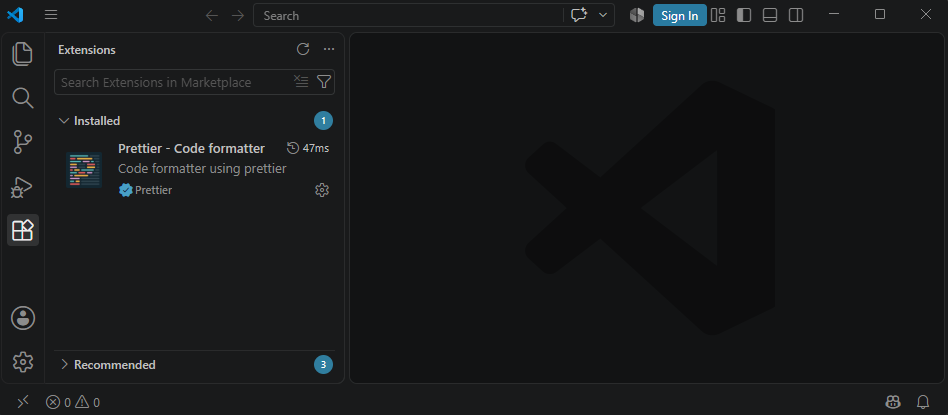 Search
Sign In
Extensions
Search Extensions in Marketplace
Installed
1
Prettier - Code formatter
47ms
Code formatter using prettier
Prettier
Recommended
3
0
0